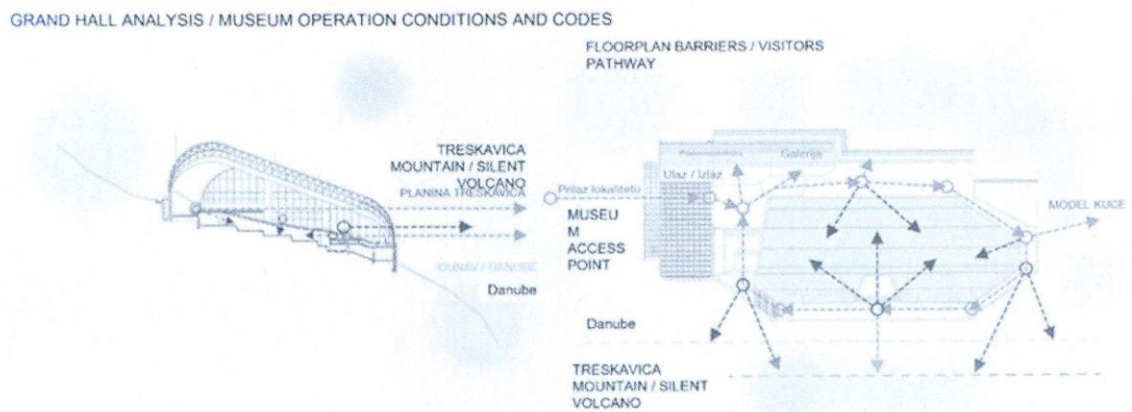 GRAND HALL ANALYSIS / MUSEUM OPERATION CONDITIONS AND CODES
FLOORPLAN BARRIERS / VISITORS
PATHWAY
TRESKAVICA
MOUNTAIN / SILENT
VOLCANO
PLANINA TRESKAVICA
DUNAV / DANUBE
Danube
Galerija
Ulaz / Izlaz
Prilaz lokalitetu
MUSEU
M
ACCESS
POINT
MODEL KUCE
Danube
TRESKAVICA
MOUNTAIN / SILENT
VOLCANO